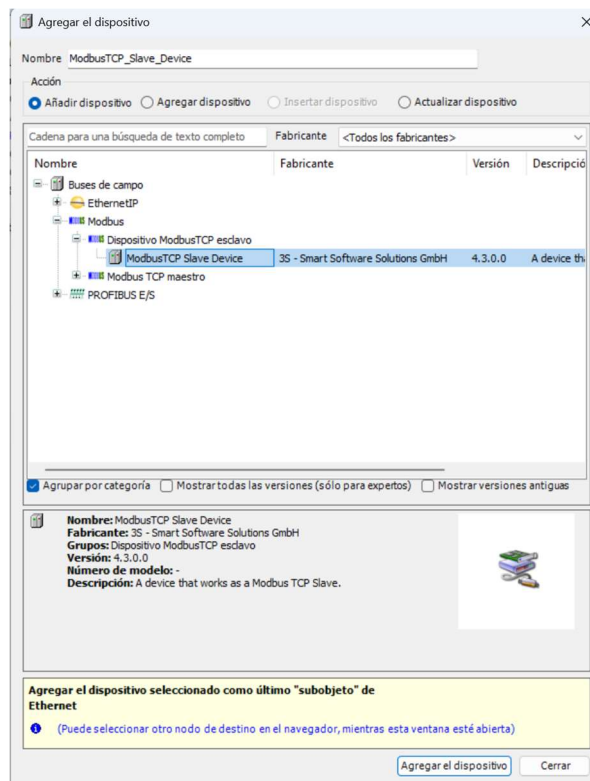 Agregar el dispositivo
Nombre ModbusTCP_Slave_Device
Acción
Añadir dispositivo Agregar dispositivo Insertar dispositivo Actualizar dispositivo
Cadena para una búsqueda de texto completo Fabricante <Todos los fabricantes>
Nombre Fabricante Versión Descripció
Buses de campo
EthernetIP
Modbus
Dispositivo ModbusTCP esclavo
ModbusTCP Slave Device 3S - Smart Software Solutions GmbH 4.3.0.0 A device th
Modbus TCP maestro
PROFIBUS E/S
Agrupar por categoría Mostrar todas las versiones (sólo para expertos) Mostrar versiones antiguas
Nombre: ModbusTCP Slave Device
Fabricante: 3S - Smart Software Solutions GmbH
Grupos: Dispositivo ModbusTCP esclavo
Versión: 4.3.0.0
Número de modelo: -
Descripción: A device that works as a Modbus TCP Slave.
Agregar el dispositivo seleccionado como último "subobjeto" de
Ethernet
(Puede seleccionar otro nodo de destino en el navegador, mientras esta ventana esté abierta)
Agregar el dispositivo Cerrar